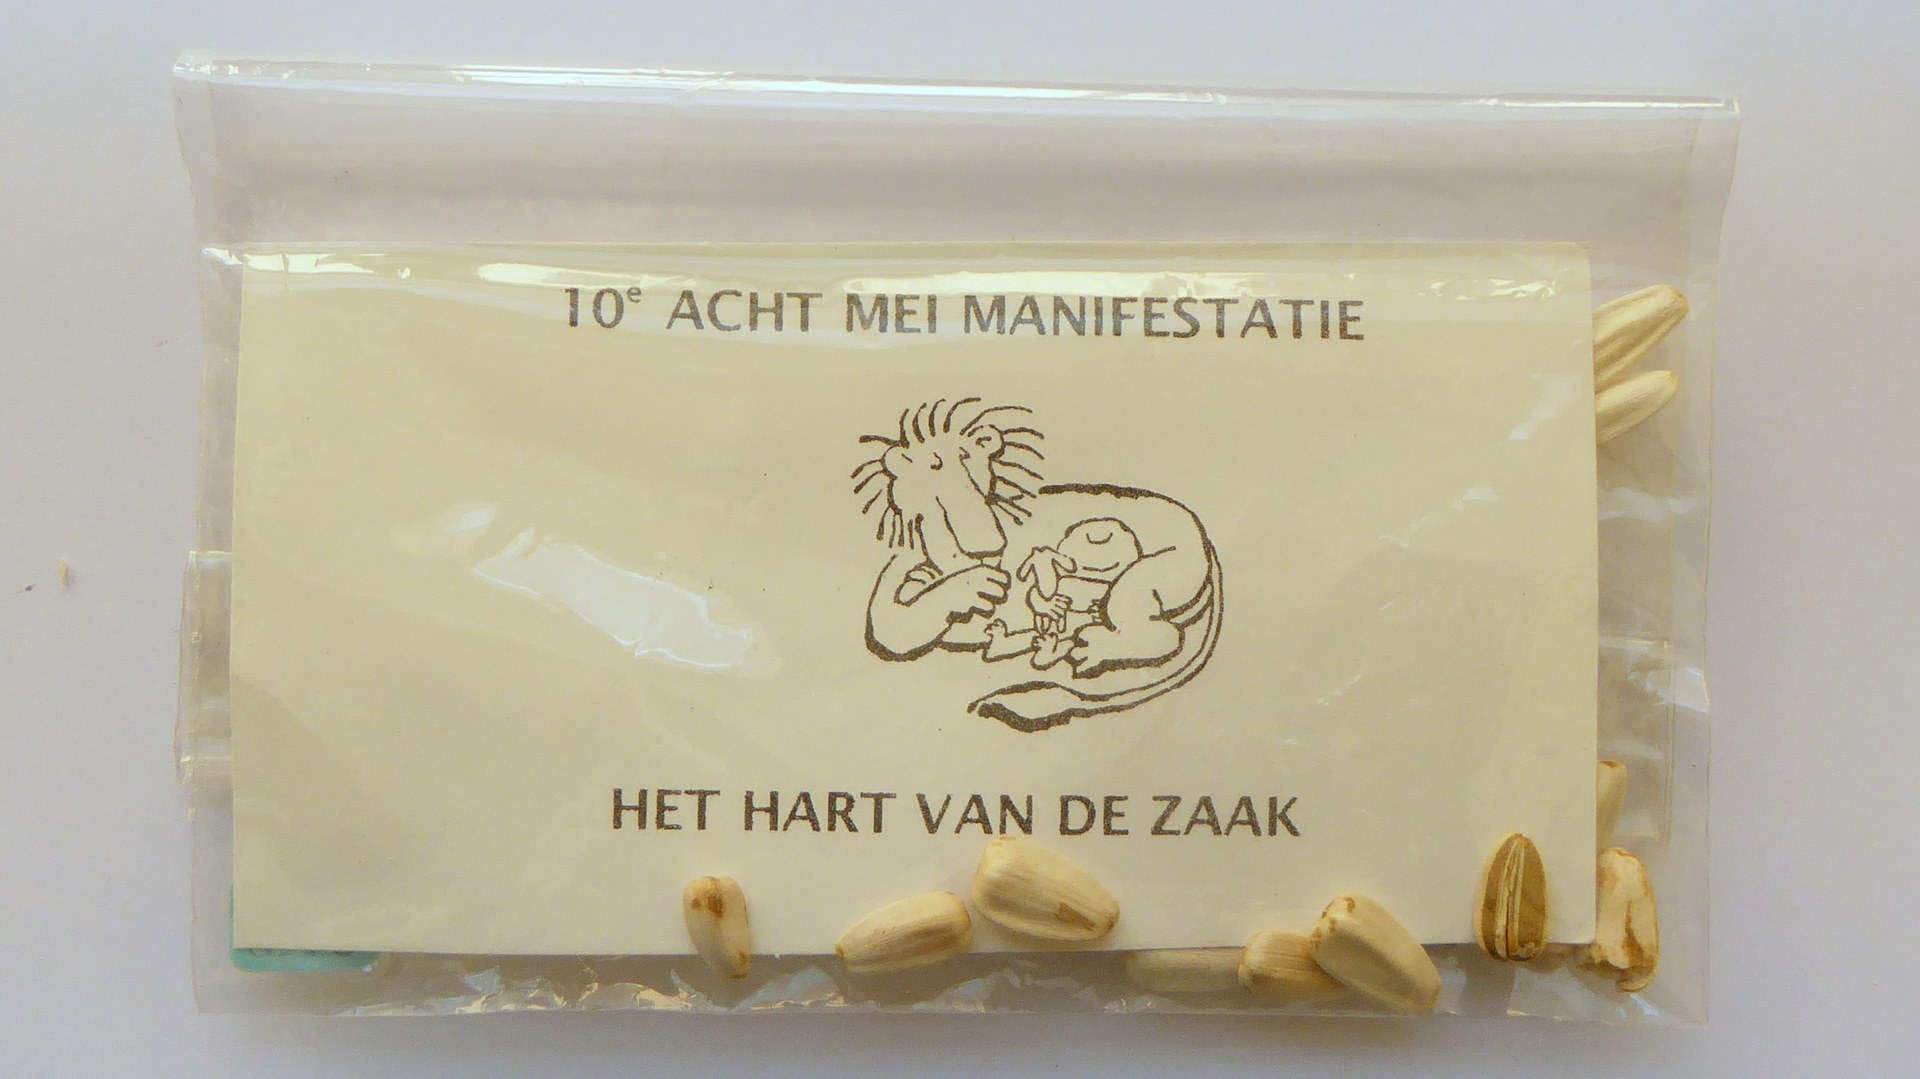 10e ACHT MEI MANIFESTATIE
HET HART VAN DE ZAAK